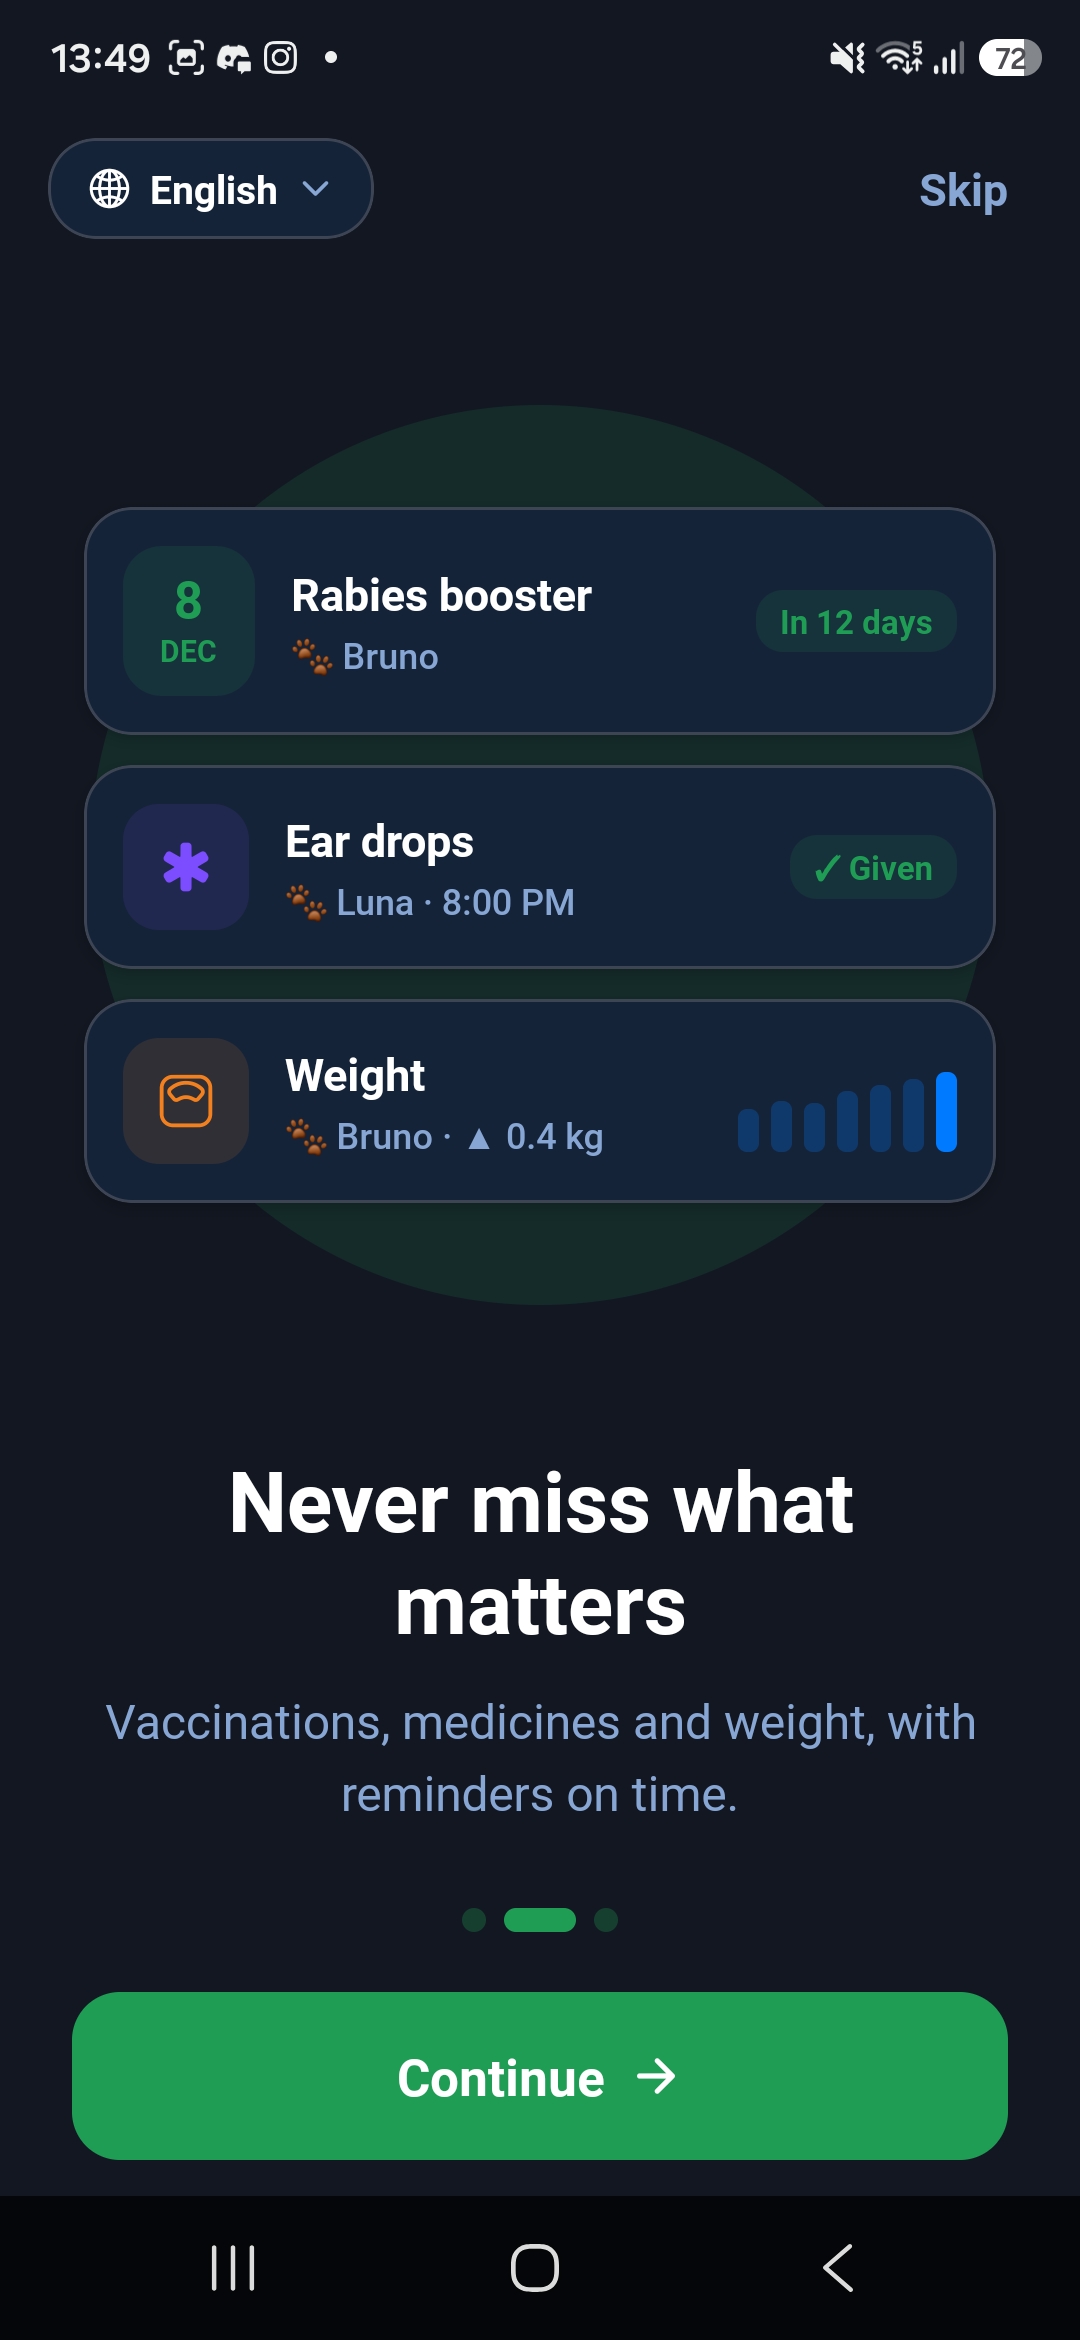 13:49
5
72
English
Skip
8
DEC
Rabies booster
🐾 Bruno
In 12 days
Ear drops
🐾 Luna · 8:00 PM
✓ Given
Weight
🐾 Bruno · ▲ 0.4 kg
Never miss what
matters
Vaccinations, medicines and weight, with
reminders on time.
Continue →